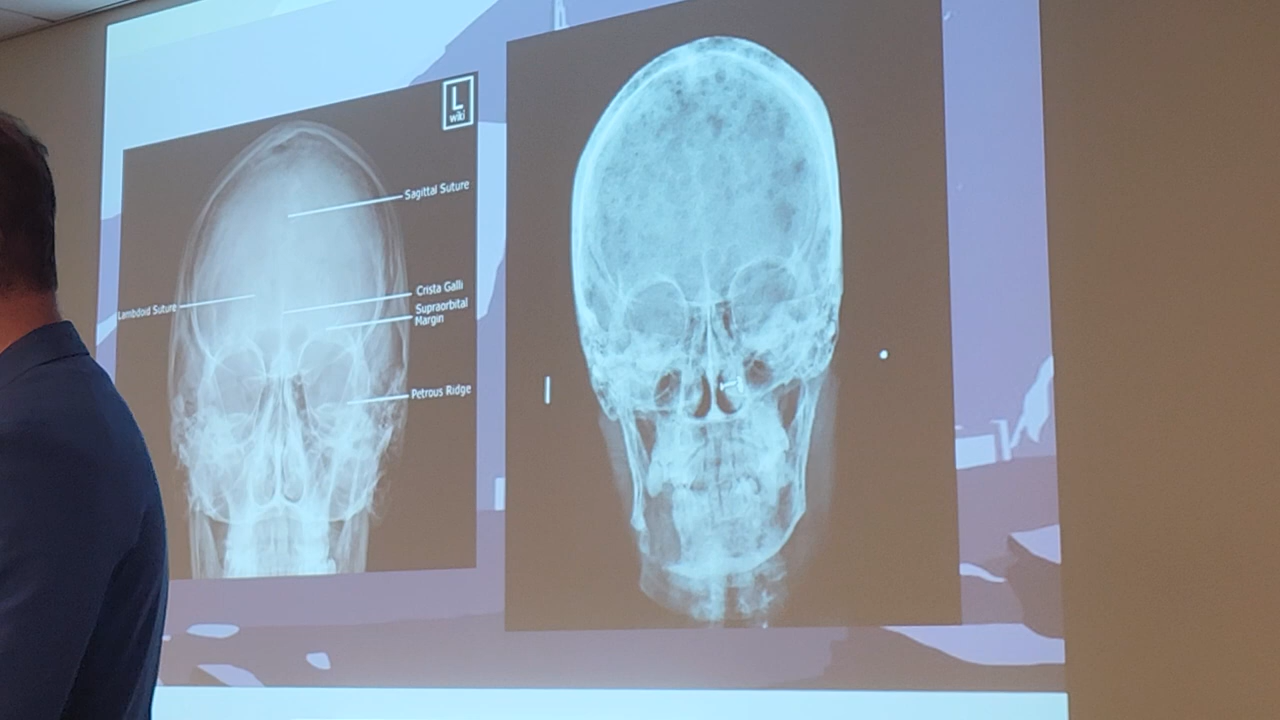 L
wiki
Sagittal Suture
Lambdoid Suture
Crista Galli
Supraorbital
Margin
Petrous Ridge